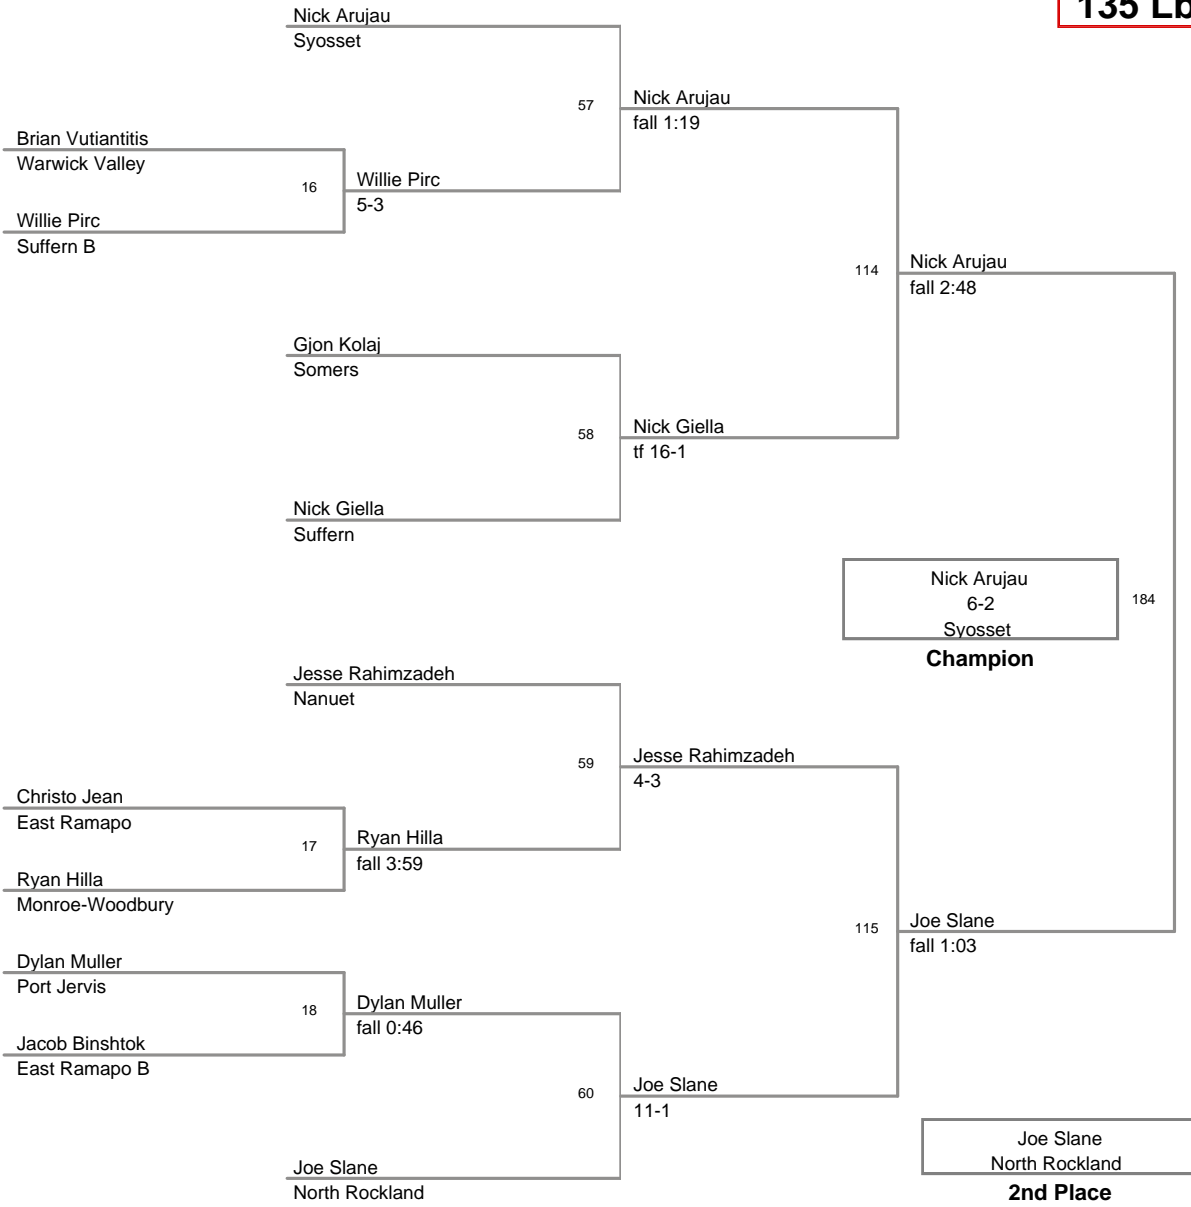 135 Lb
Nick Arujau
Syosset
57
Nick Arujau
fall 1:19
Brian Vutiantitis
Warwick Valley
16
Willie Pirc
5-3
Willie Pirc
Suffern B
114
Nick Arujau
fall 2:48
Gjon Kolaj
Somers
58
Nick Giella
tf 16-1
Nick Giella
Suffern
Nick Arujau
6-2
Syosset
184
Champion
Jesse Rahimzadeh
Nanuet
59
Jesse Rahimzadeh
4-3
Christo Jean
East Ramapo
17
Ryan Hilla
fall 3:59
Ryan Hilla
Monroe-Woodbury
115
Joe Slane
fall 1:03
Dylan Muller
Port Jervis
18
Dylan Muller
fall 0:46
Jacob Binshtok
East Ramapo B
60
Joe Slane
11-1
Joe Slane
North Rockland
Joe Slane
North Rockland
2nd Place